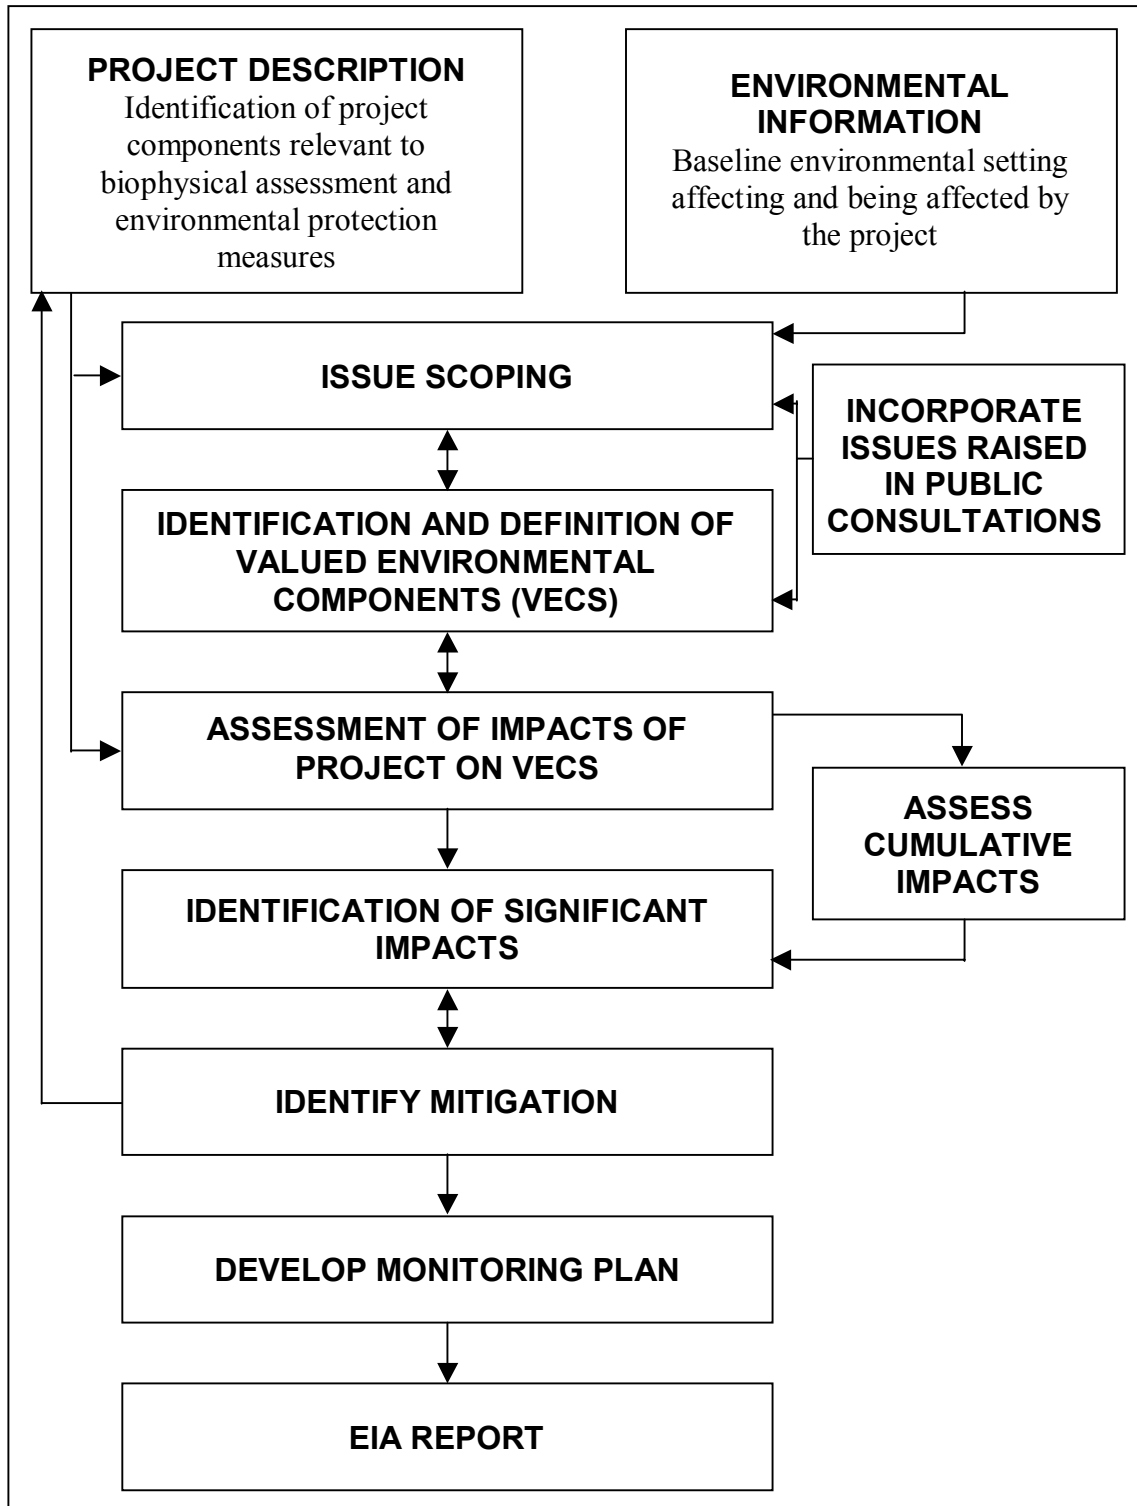 PROJECT DESCRIPTION
Identification of project
components relevant to
biophysical assessment and
environmental protection
measures
ENVIRONMENTAL
INFORMATION
Baseline environmental setting
affecting and being affected by
the project
ISSUE SCOPING
INCORPORATE
ISSUES RAISED
IN PUBLIC
CONSULTATIONS
IDENTIFICATION AND DEFINITION OF
VALUED ENVIRONMENTAL
COMPONENTS (VECS)
ASSESSMENT OF IMPACTS OF
PROJECT ON VECS
ASSESS
CUMULATIVE
IMPACTS
IDENTIFICATION OF SIGNIFICANT
IMPACTS
IDENTIFY MITIGATION
DEVELOP MONITORING PLAN
EIA REPORT